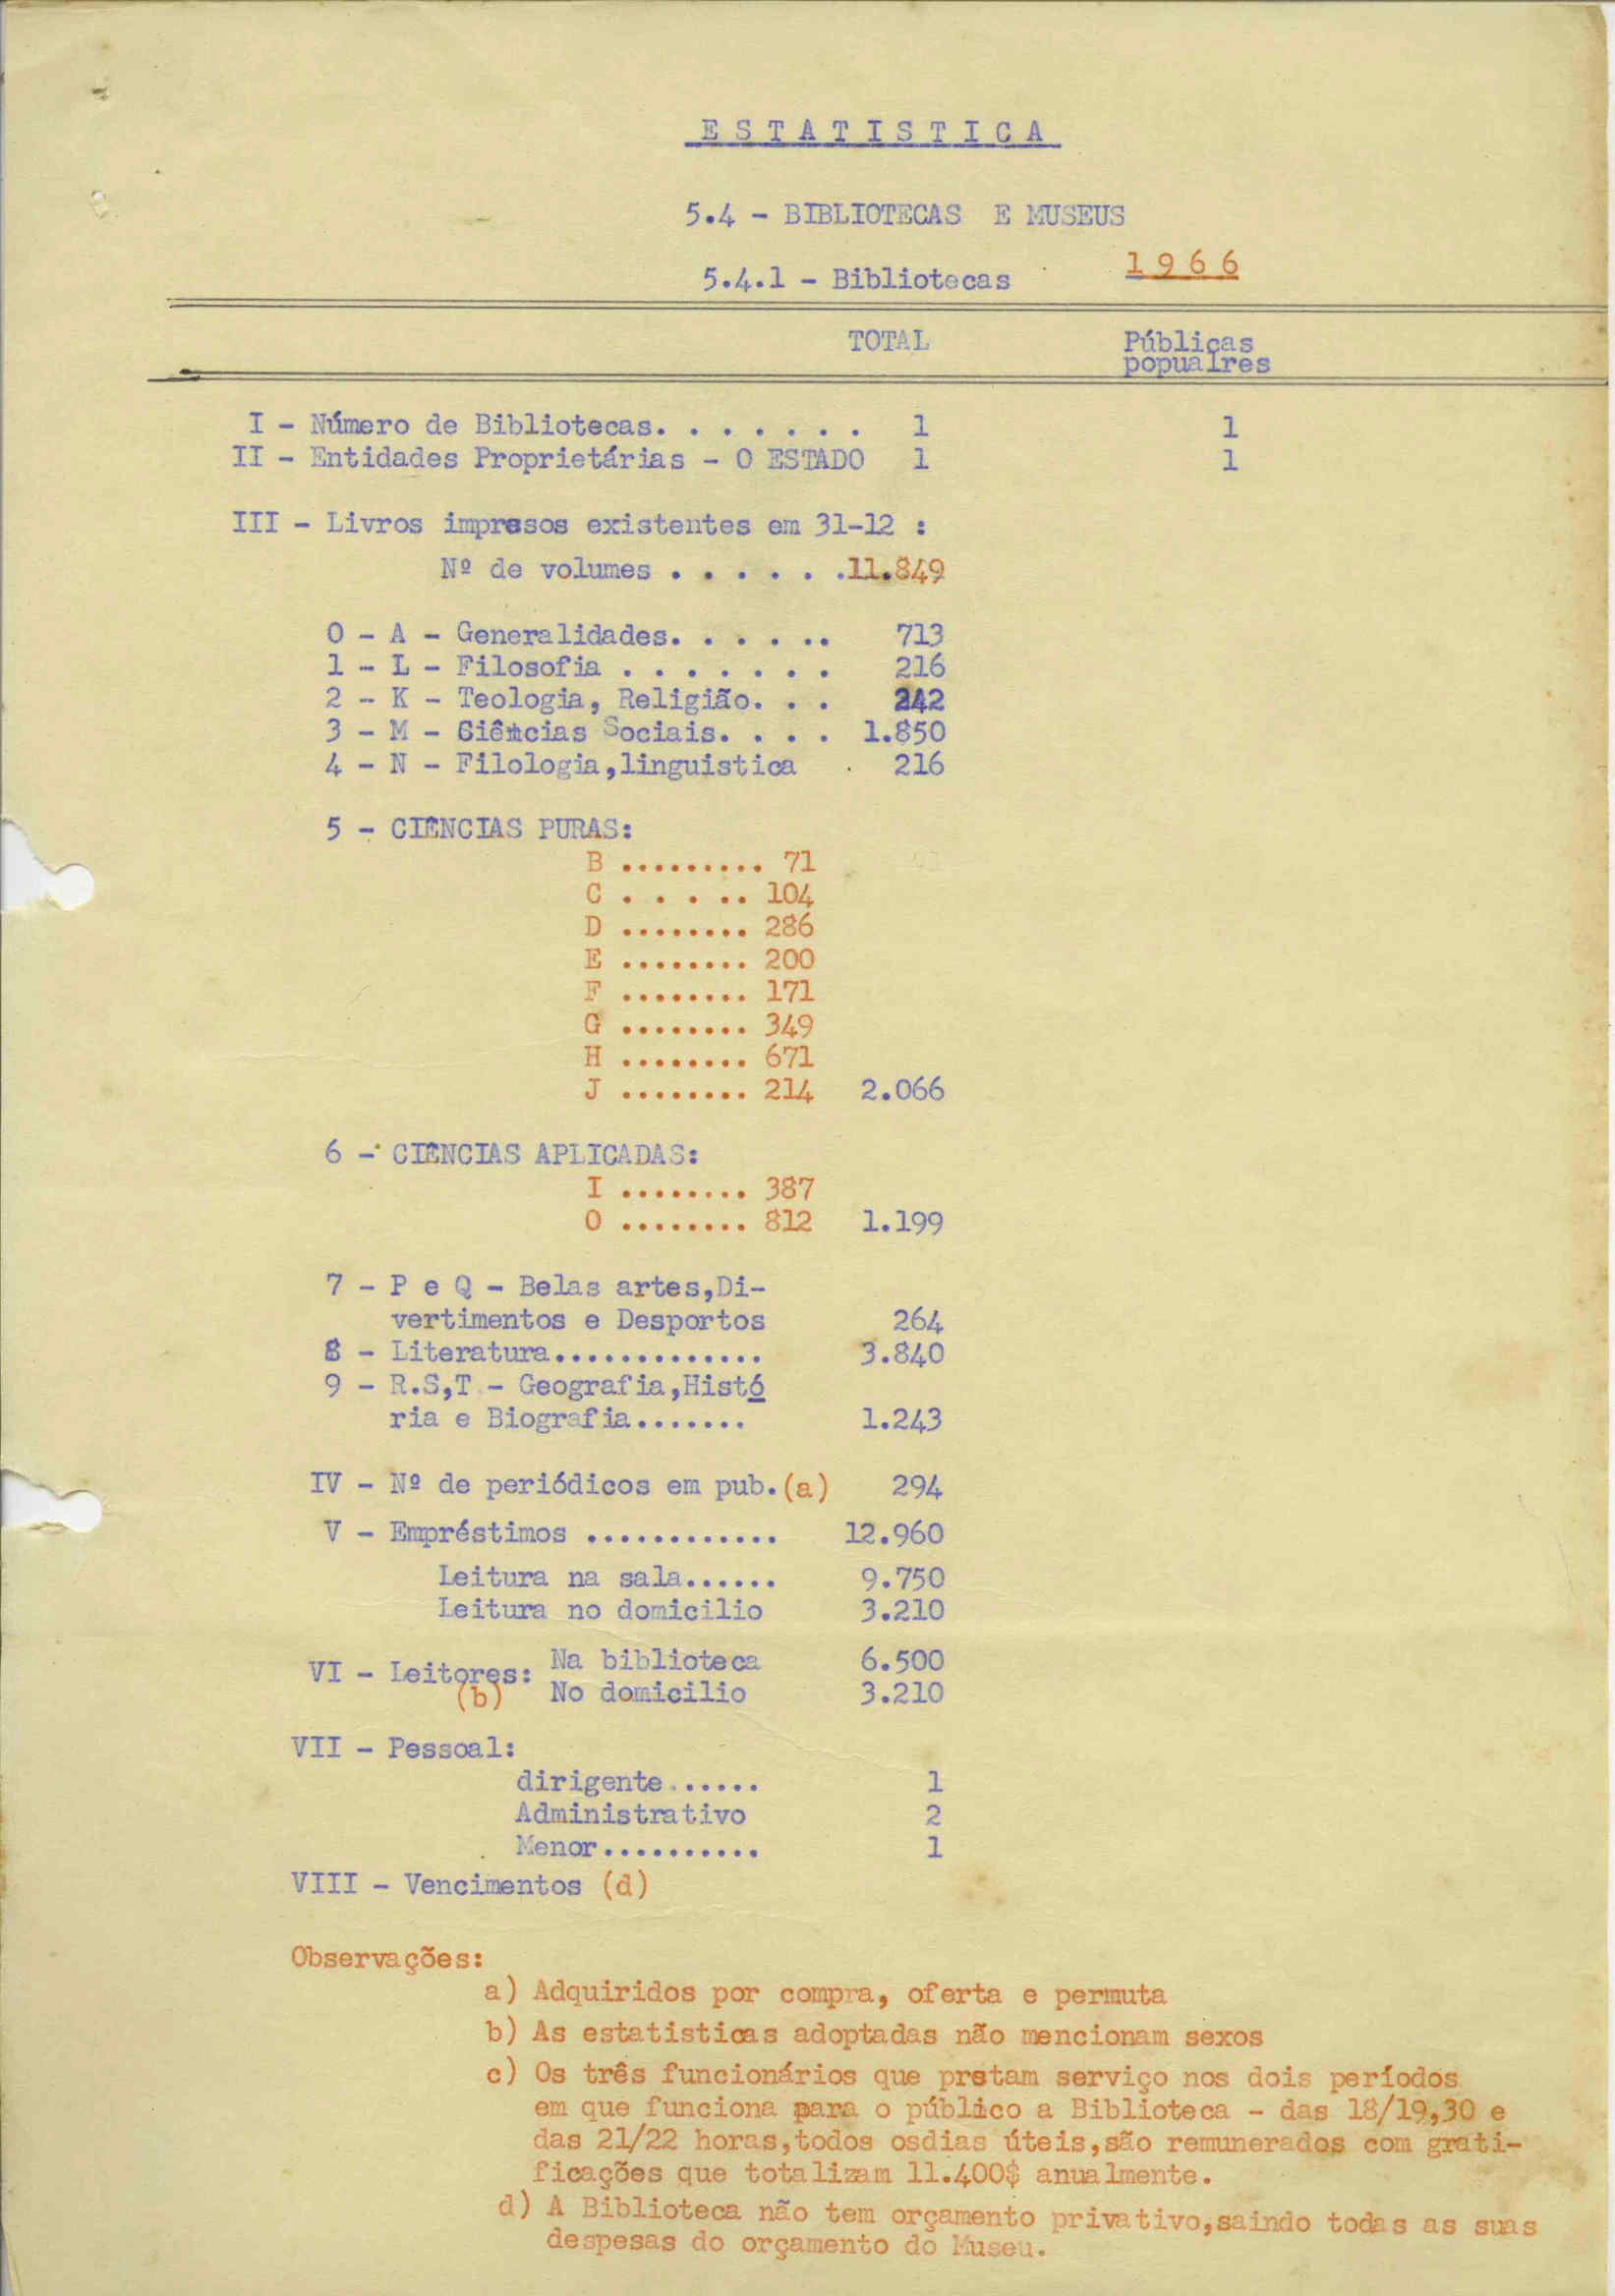 E S T A T I S T I C A
5.4 - BIBLIOTECAS E MUSEUS
5.4.1 - Bibliotecas 1 9 6 6
TOTAL Públicas
popualres
I - Número de Bibliotecas. . . . . . . 1 1
II - Entidades Proprietárias - O ESTADO 1 1
III - Livros impresos existentes em 31-12 :
Nº de volumes . . . . . . .11.849
0 - A - Generalidades. . . . .. 713
1 - L - Filosofia . . . . . . . 216
2 - K - Teologia, Religião. . . 242
3 - M - Ciências Sociais. . . . 1.850
4 - N - Filologia,linguistica . 216
5 - CIÊNCIAS PURAS:
B ......... 71
C . . . .. 104
D ........ 286
E ........ 200
F ........ 171
G ........ 349
H ........ 671
J ........ 214 2.066
6 - CIÊNCIAS APLICADAS:
I ........ 387
O ........ 812 1.199
7 - P e Q - Belas artes,Di-
vertimentos e Desportos 264
8 - Literatura............. 3.840
9 - R.S,T - Geografia,Histó
ria e Biografia....... 1.243
IV - Nº de periódicos em pub.(a) 294
V - Empréstimos ............ 12.960
Leitura na sala...... 9.750
Leitura no domicilio 3.210
VI - Leitores: Na biblioteca 6.500
(b) No domicilio 3.210
VII - Pessoal:
dirigente...... 1
Administrativo 2
Menor.......... 1
VIII - Vencimentos (d)
Observações:
a) Adquiridos por compra, oferta e permuta
b) As estatisticas adoptadas não mencionam sexos
c) Os três funcionários que prstam serviço nos dois períodos
em que funciona para o público a Biblioteca - das 18/19,30 e
das 21/22 horas,todos osdias úteis,são remunerados com grati-
ficações que totalizam 11.400$ anualmente.
d) A Biblioteca não tem orçamento privativo,saindo todas as suas
despesas do orçamento do Museu.